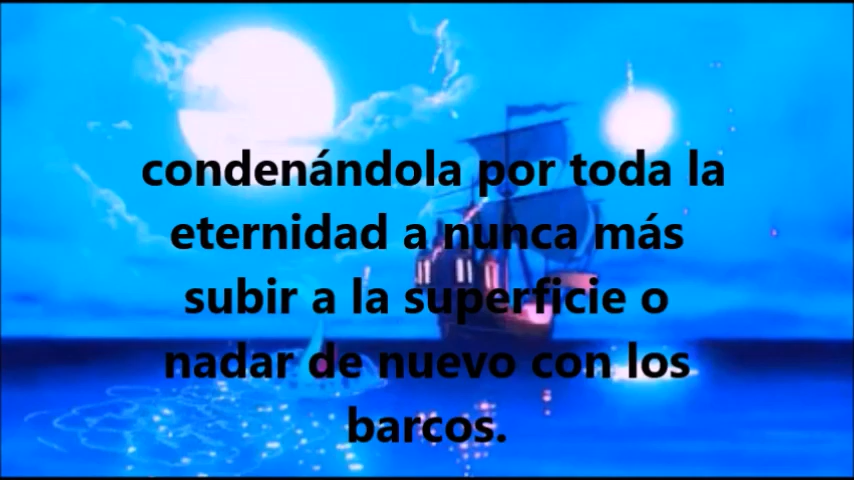 condenándola por toda la
eternidad a nunca más
subir a la superficie o
nadar de nuevo con los
barcos.